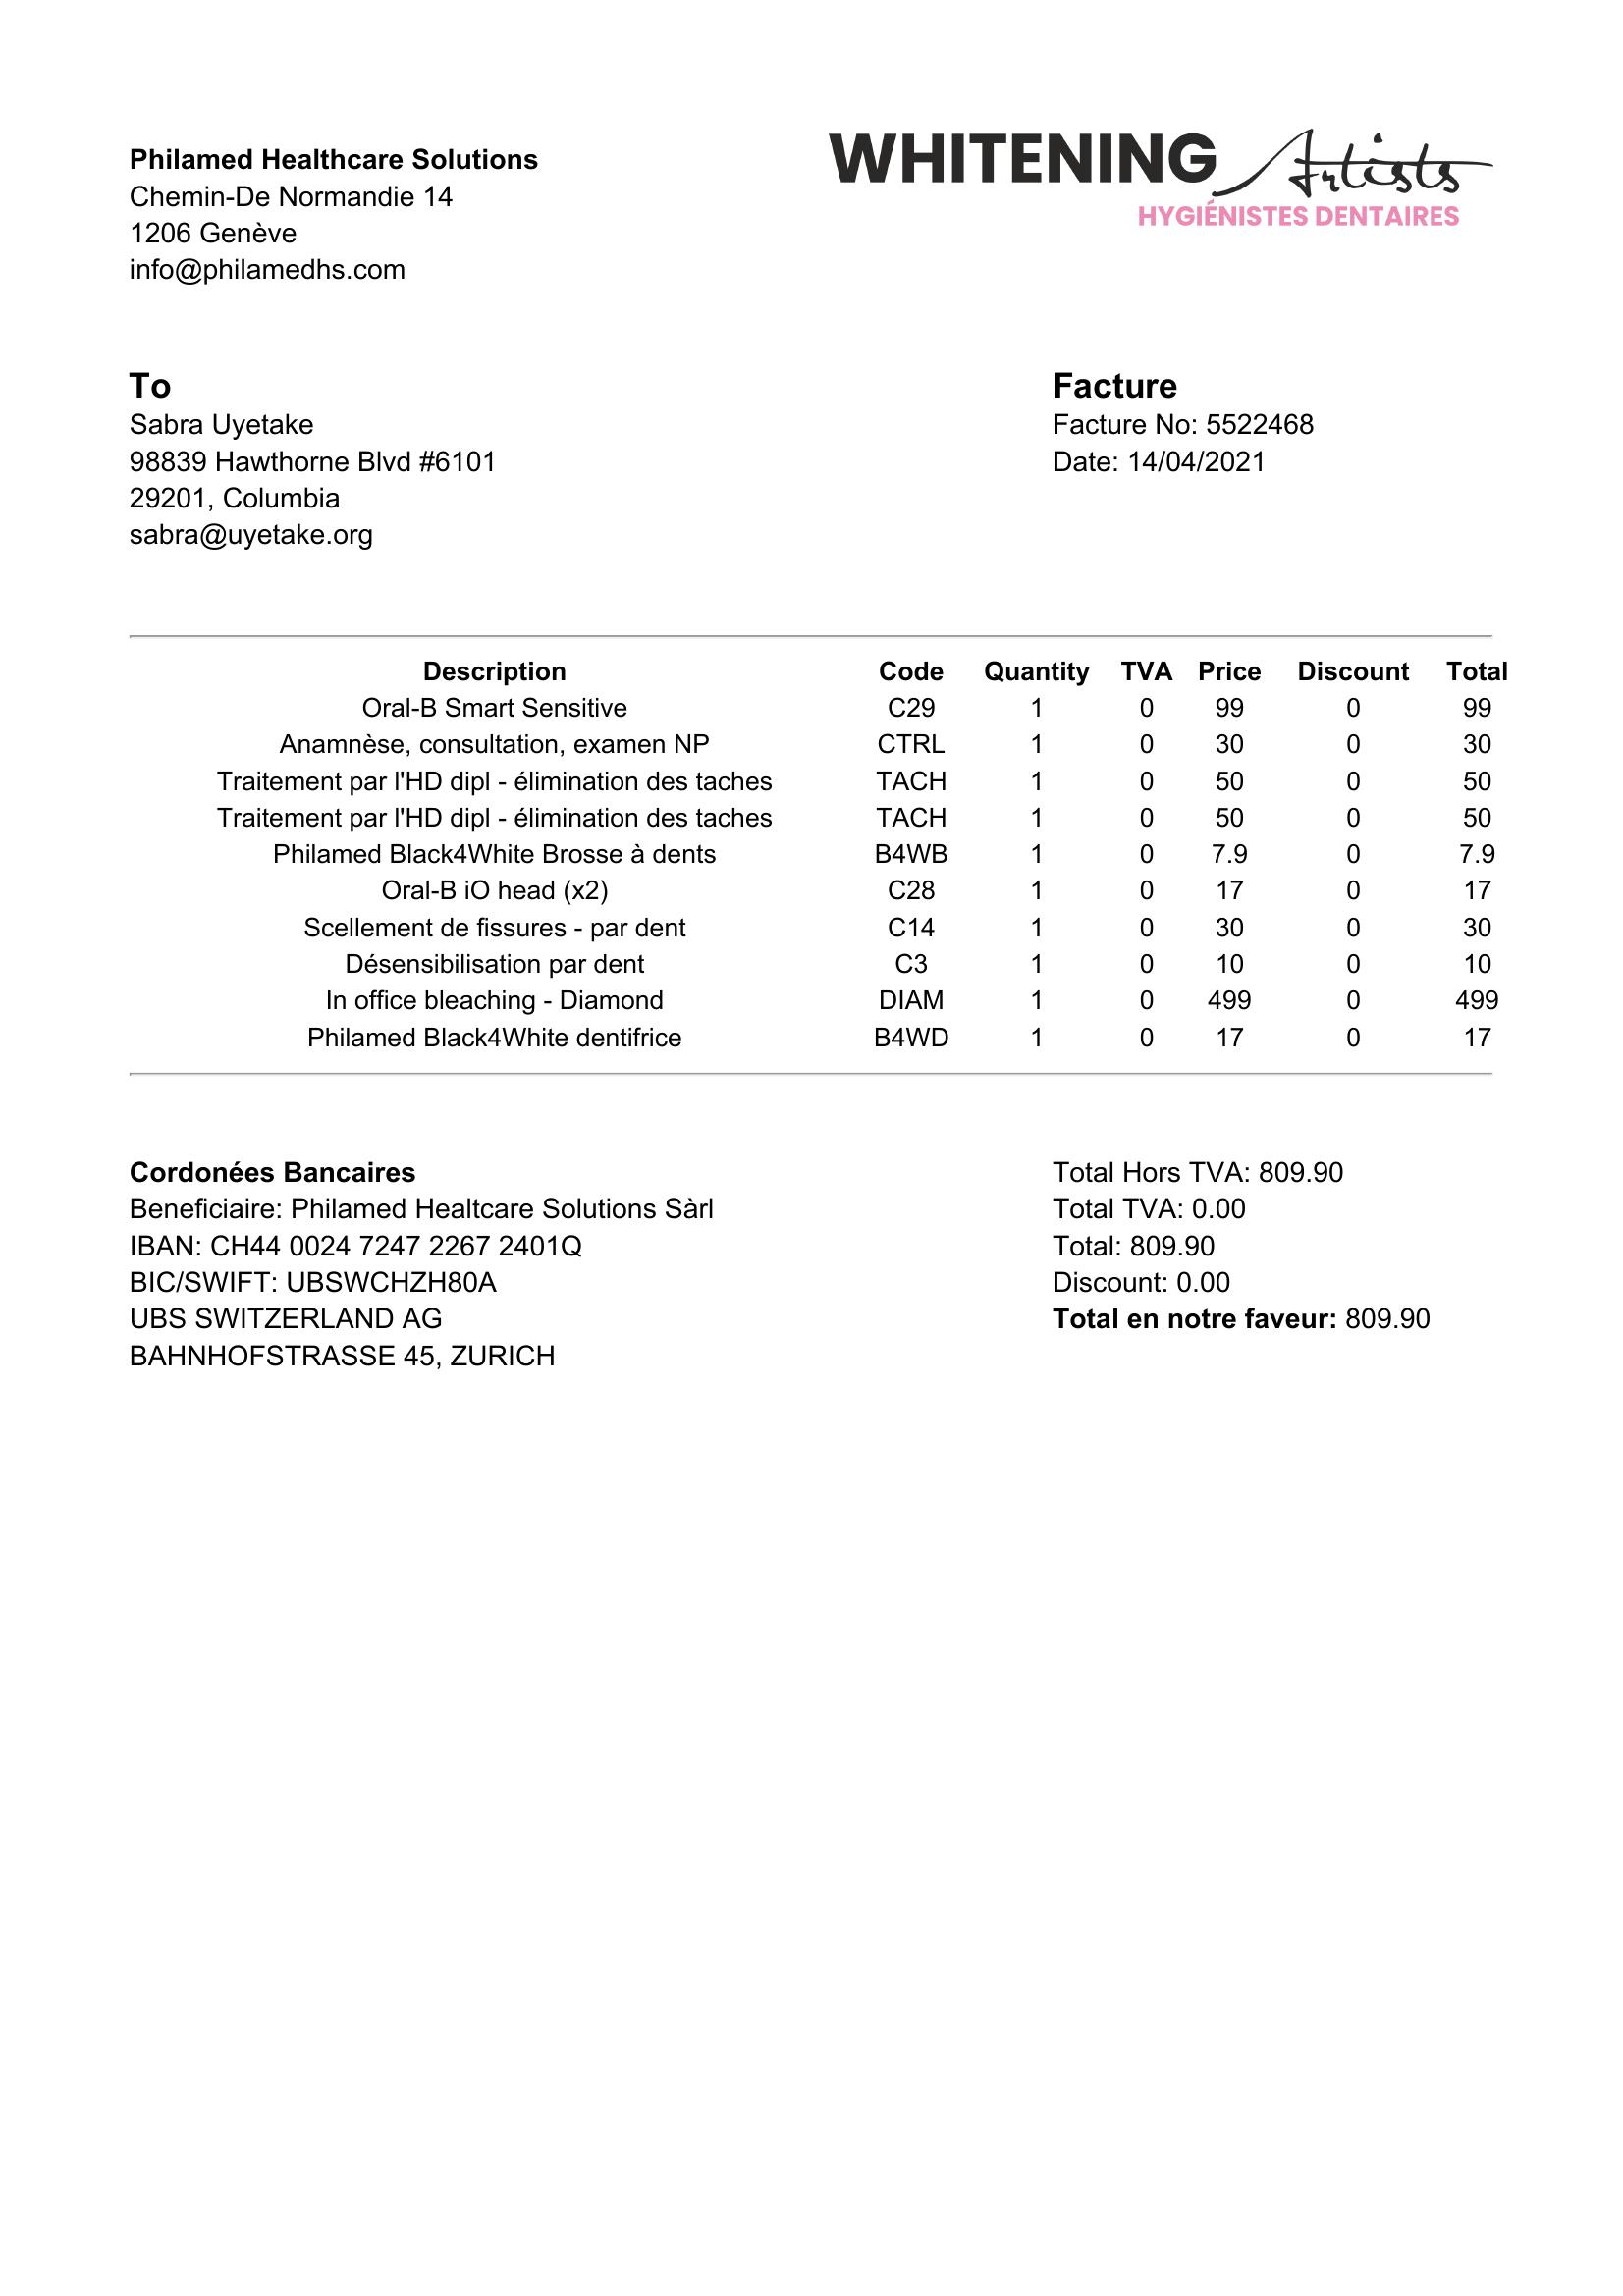 Philamed Healthcare Solutions
Chemin-De Normandie 14
1206 Genève
info@philamedhs.com
WHITENING Artists
HYGIÉNISTES DENTAIRES
To
Sabra Uyetake
98839 Hawthorne Blvd #6101
29201, Columbia
sabra@uyetake.org
Facture
Facture No: 5522468
Date: 14/04/2021
Description Code Quantity TVA Price Discount Total
Oral-B Smart Sensitive C29 1 0 99 0 99
Anamnèse, consultation, examen NP CTRL 1 0 30 0 30
Traitement par l'HD dipl - élimination des taches TACH 1 0 50 0 50
Traitement par l'HD dipl - élimination des taches TACH 1 0 50 0 50
Philamed Black4White Brosse à dents B4WB 1 0 7.9 0 7.9
Oral-B iO head (x2) C28 1 0 17 0 17
Scellement de fissures - par dent C14 1 0 30 0 30
Désensibilisation par dent C3 1 0 10 0 10
In office bleaching - Diamond DIAM 1 0 499 0 499
Philamed Black4White dentifrice B4WD 1 0 17 0 17
Cordonées Bancaires
Beneficiaire: Philamed Healtcare Solutions Sàrl
IBAN: CH44 0024 7247 2267 2401Q
BIC/SWIFT: UBSWCHZH80A
UBS SWITZERLAND AG
BAHNHOFSTRASSE 45, ZURICH
Total Hors TVA: 809.90
Total TVA: 0.00
Total: 809.90
Discount: 0.00
Total en notre faveur: 809.90